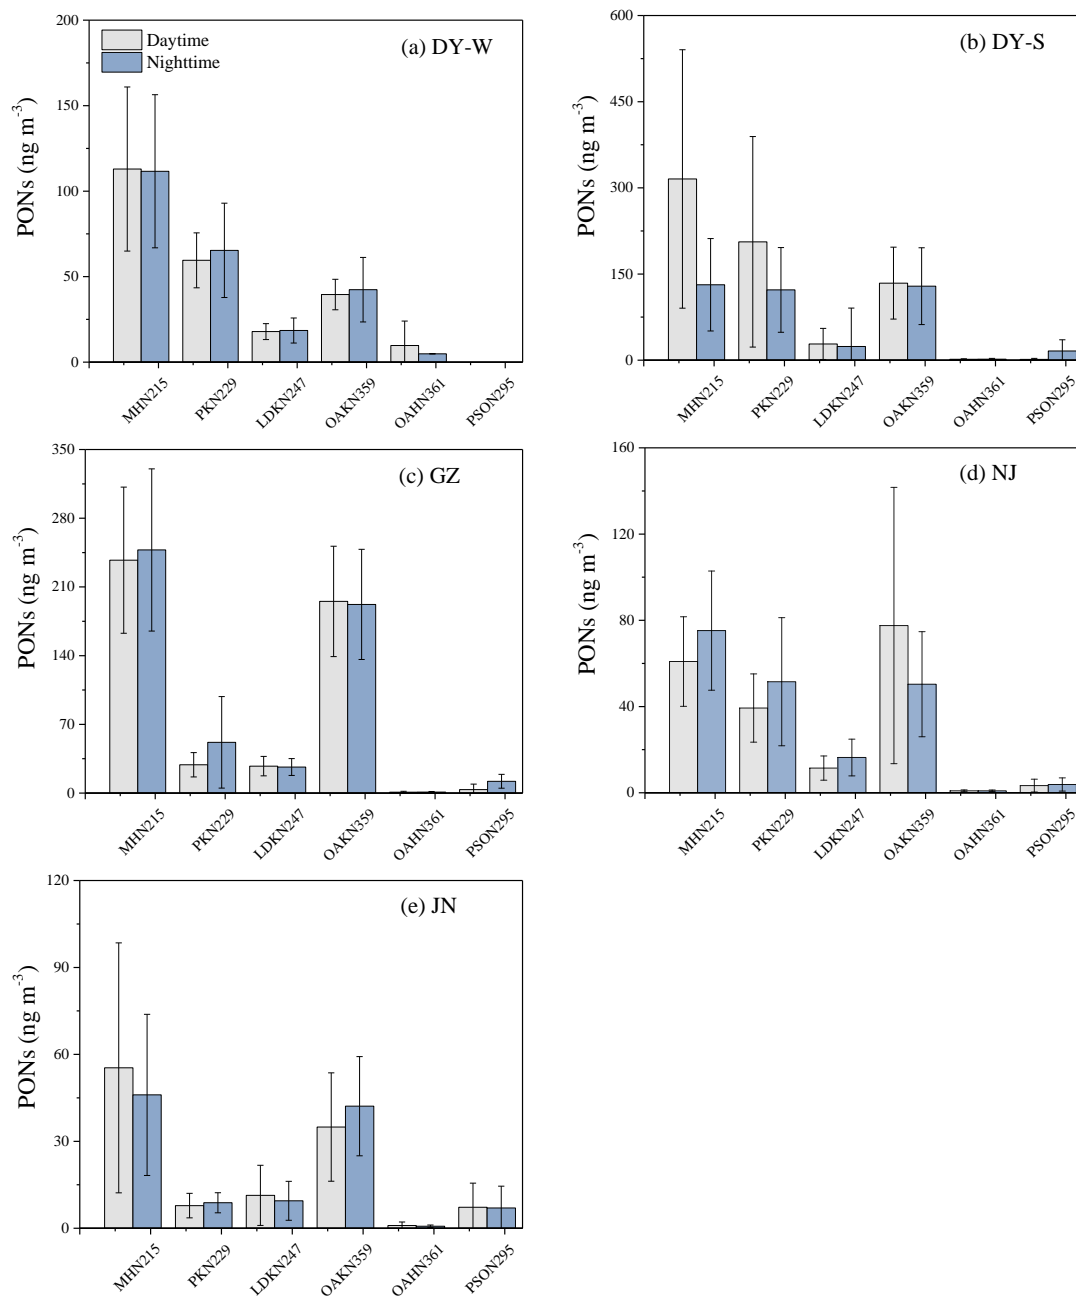 200
150
100
50
0
PONs (ng m⁻³)
Daytime
Nighttime
(a) DY-W
MHN215
PKN229
LDKN247
OAKN359
OAHN361
PSON295
600
450
300
150
0
PONs (ng m⁻³)
(b) DY-S
MHN215
PKN229
LDKN247
OAKN359
OAHN361
PSON295
350
280
210
140
70
0
PONs (ng m⁻³)
(c) GZ
MHN215
PKN229
LDKN247
OAKN359
OAHN361
PSON295
160
120
80
40
0
PONs (ng m⁻³)
(d) NJ
MHN215
PKN229
LDKN247
OAKN359
OAHN361
PSON295
120
90
60
30
0
PONs (ng m⁻³)
(e) JN
MHN215
PKN229
LDKN247
OAKN359
OAHN361
PSON295